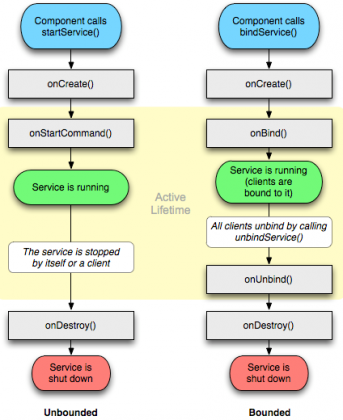 Component calls
startService()
onCreate()
onStartCommand()
Service is running
The service is stopped
by itself or a client
onDestroy()
Service is
shut down
Unbounded
Active
Lifetime
Component calls
bindService()
onCreate()
onBind()
Service is running
(clients are
bound to it)
All clients unbind by calling
unbindService()
onUnbind()
onDestroy()
Service is
shut down
Bounded